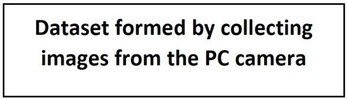 Dataset formed by collecting
images from the PC camera